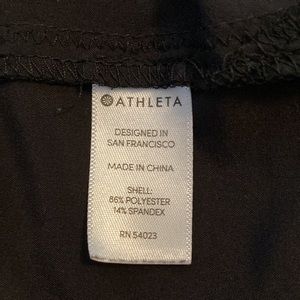 ATHLETA
DESIGNED IN
SAN FRANCISCO
MADE IN CHINA
SHELL:
86% POLYESTER
14% SPANDEX
RN 54023